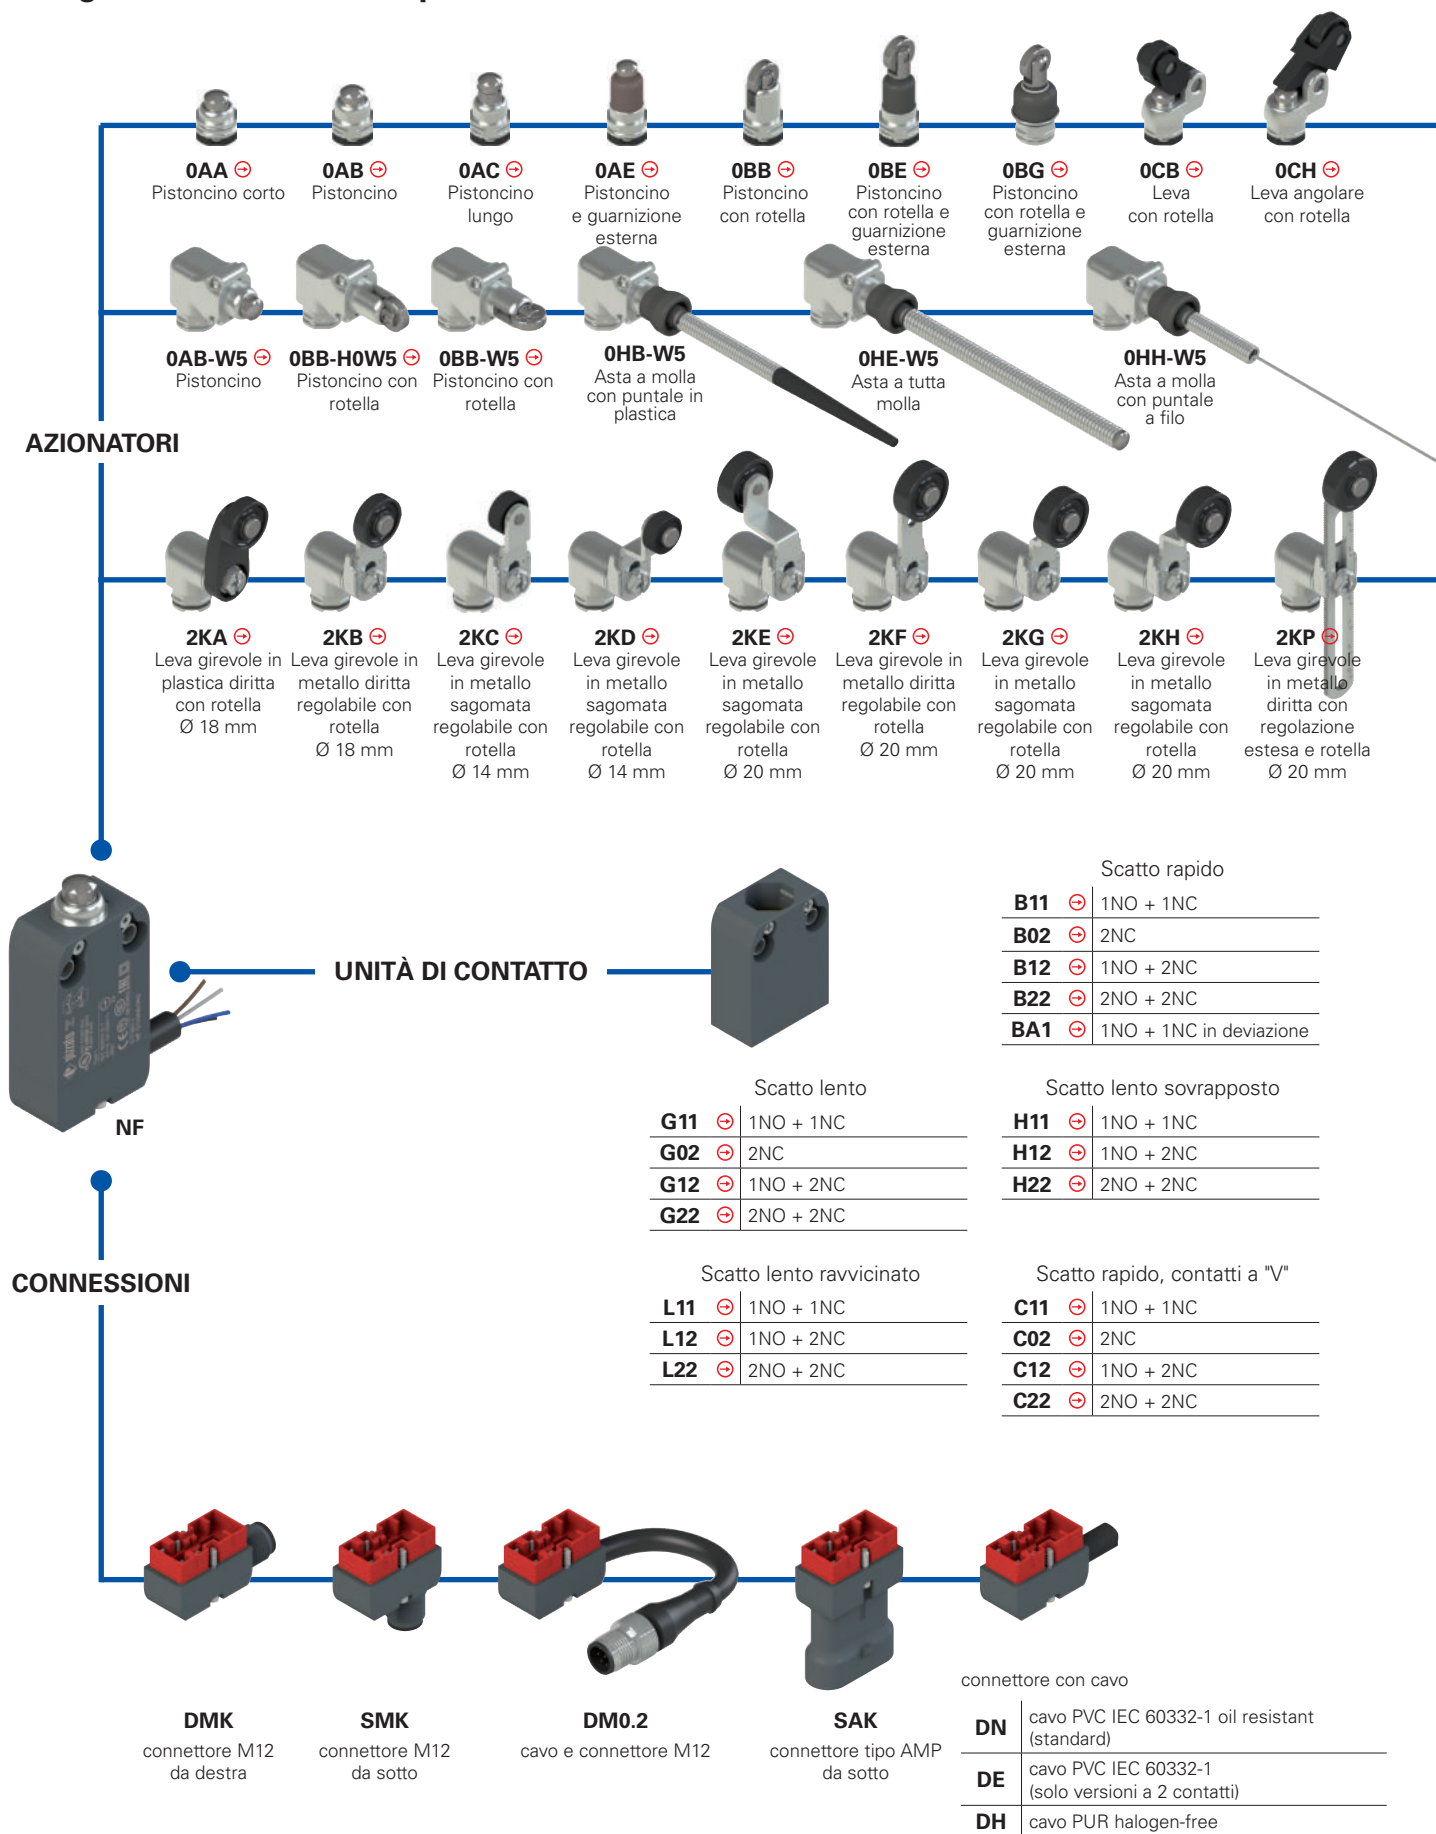 0AA
Pistoncino corto
0AB
Pistoncino
0AC
Pistoncino
lungo
0AE
Pistoncino
e guarnizione
esterna
0BB
Pistoncino
con rotella
0BE
Pistoncino
con rotella e
guarnizione
esterna
0BG
Pistoncino
con rotella e
guarnizione
esterna
0CB
Leva
con rotella
0CH
Leva angolare
con rotella
0AB-W5
Pistoncino
0BB-H0W5
Pistoncino con
rotella
0BB-W5
Pistoncino con
rotella
0HB-W5
Asta a molla
con puntale in
plastica
0HE-W5
Asta a tutta
molla
0HH-W5
Asta a molla
con puntale
a filo
AZIONATORI
2KA
Leva girevole in
plastica diritta
con rotella
Ø 18 mm
2KB
Leva girevole in
metallo diritta
regolabile con
rotella
Ø 18 mm
2KC
Leva girevole
in metallo
sagomata
regolabile con
rotella
Ø 14 mm
2KD
Leva girevole
in metallo
sagomata
regolabile con
rotella
Ø 14 mm
2KE
Leva girevole
in metallo
sagomata
regolabile con
rotella
Ø 20 mm
2KF
Leva girevole in
metallo diritta
regolabile con
rotella
Ø 20 mm
2KG
Leva girevole
in metallo
sagomata
regolabile con
rotella
Ø 20 mm
2KH
Leva girevole
in metallo
sagomata
regolabile con
rotella
Ø 20 mm
2KP
Leva girevole
in metallo
diritta con
regolazione
estesa e rotella
Ø 20 mm
NF
UNITÀ DI CONTATTO
Scatto rapido
B11 1NO + 1NC
B02 2NC
B12 1NO + 2NC
B22 2NO + 2NC
BA1 1NO + 1NC in deviazione
Scatto lento
G11 1NO + 1NC
G02 2NC
G12 1NO + 2NC
G22 2NO + 2NC
Scatto lento sovrapposto
H11 1NO + 1NC
H12 1NO + 2NC
H22 2NO + 2NC
Scatto lento ravvicinato
L11 1NO + 1NC
L12 1NO + 2NC
L22 2NO + 2NC
Scatto rapido, contatti a "V"
C11 1NO + 1NC
C02 2NC
C12 1NO + 2NC
C22 2NO + 2NC
CONNESSIONI
DMK
connettore M12
da destra
SMK
connettore M12
da sotto
DM0.2
cavo e connettore M12
SAK
connettore tipo AMP
da sotto
connettore con cavo
DN cavo PVC IEC 60332-1 oil resistant
(standard)
DE cavo PVC IEC 60332-1
(solo versioni a 2 contatti)
DH cavo PUR halogen-free